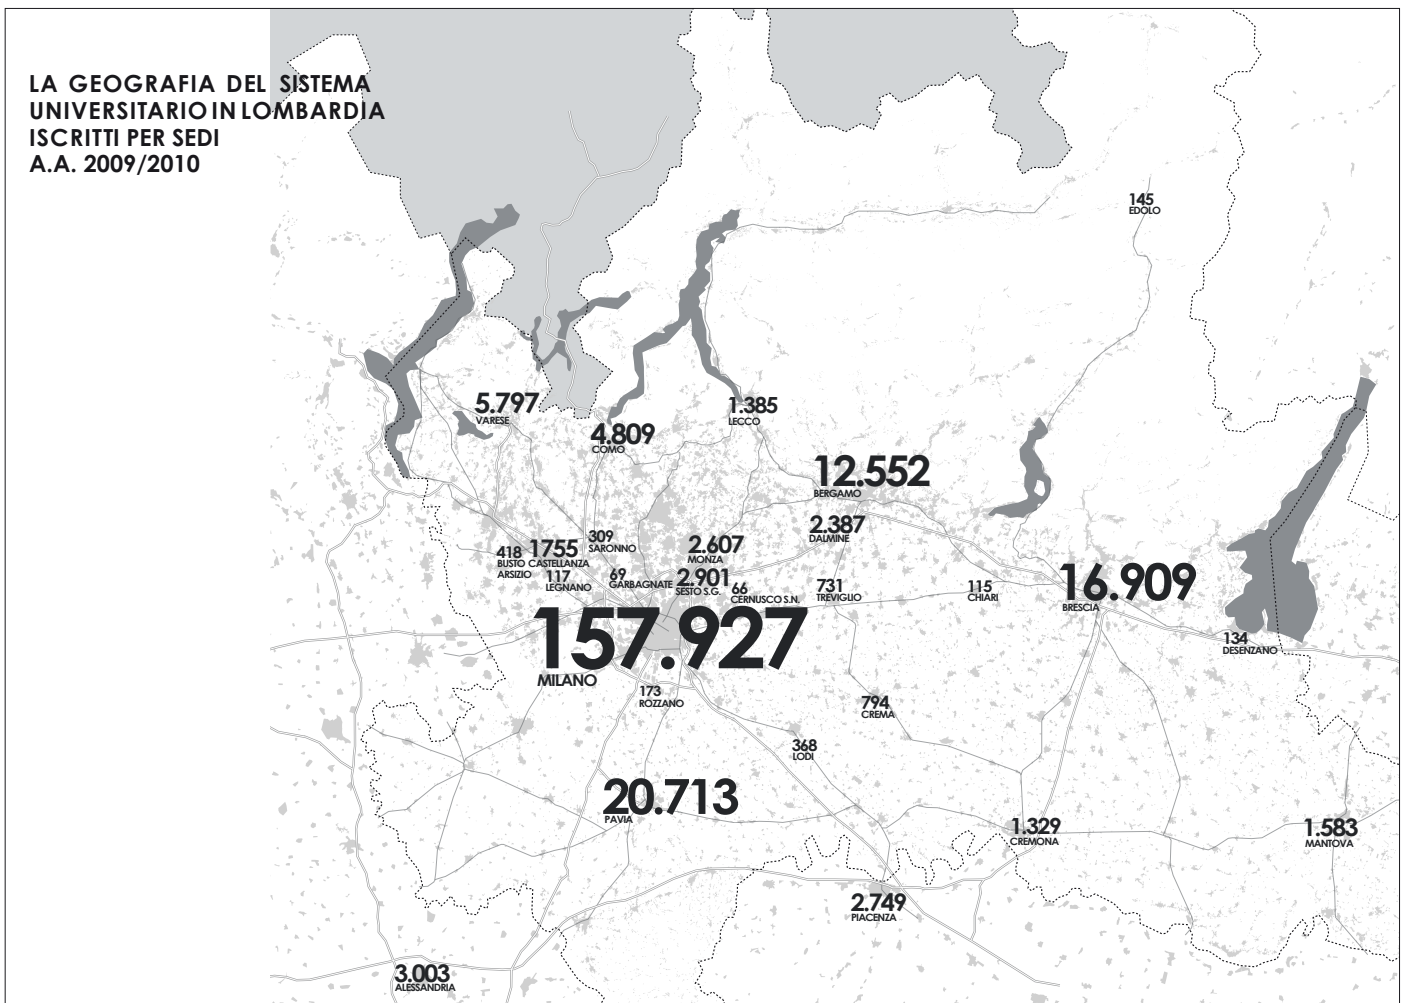 LA GEOGRAFIA DEL SISTEMA
UNIVERSITARIO IN LOMBARDIA
ISCRITTI PER SEDI
A.A. 2009/2010
145
EDOLO
5.797
VARESE
4.809
COMO
1.385
LECCO
12.552
BERGAMO
2.387
DALMINE
418
BUSTO
ARSIZIO
1755
CASTELLANZA
309
SARONNO
2.607
MONZA
117
LEGNANO
69
GARBAGNATE
2.901
SESTO S.G.
66
CERNUSCO S.N.
731
TREVIGLIO
115
CHIARI
16.909
BRESCIA
157.927
MILANO
134
DESENZANO
173
ROZZANO
794
CREMA
368
LODI
20.713
PAVIA
1.329
CREMONA
1.583
MANTOVA
2.749
PIACENZA
3.003
ALESSANDRIA